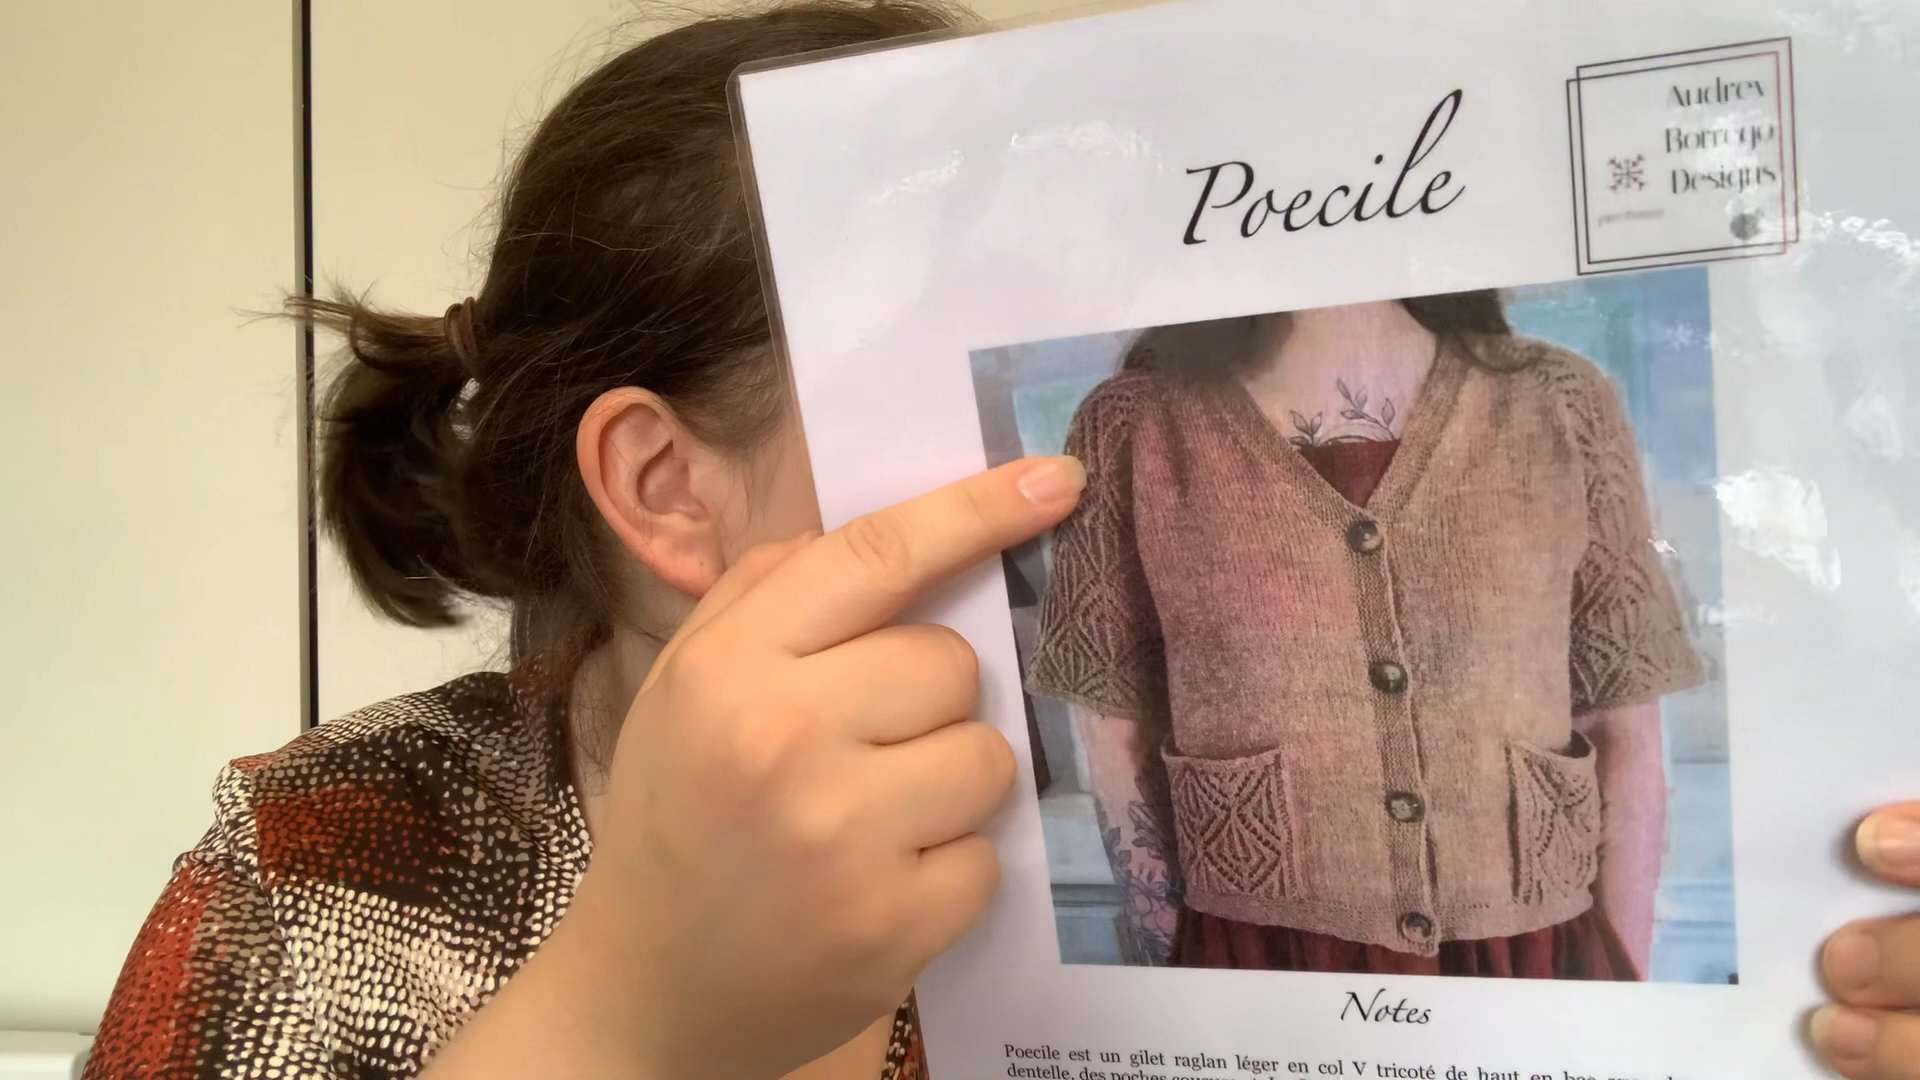 Poecile
Audrey
Borrego
Designs
Notes
Poecile est un gilet raglan léger en col V tricoté de haut en bas
dentelle, des poches